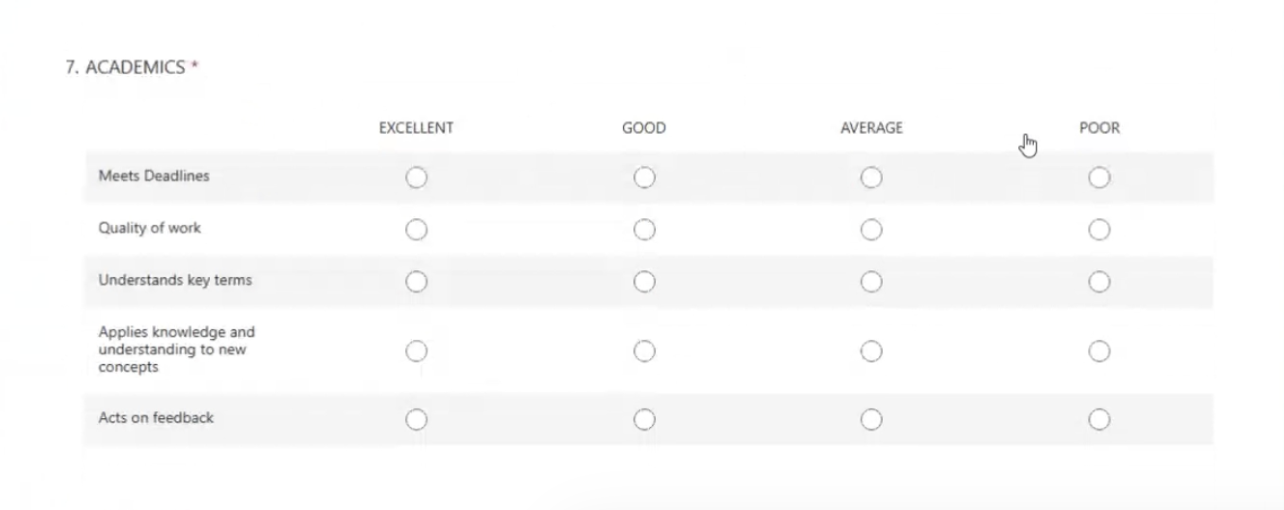 7. ACADEMICS *
EXCELLENT GOOD AVERAGE POOR
Meets Deadlines
Quality of work
Understands key terms
Applies knowledge and
understanding to new
concepts
Acts on feedback